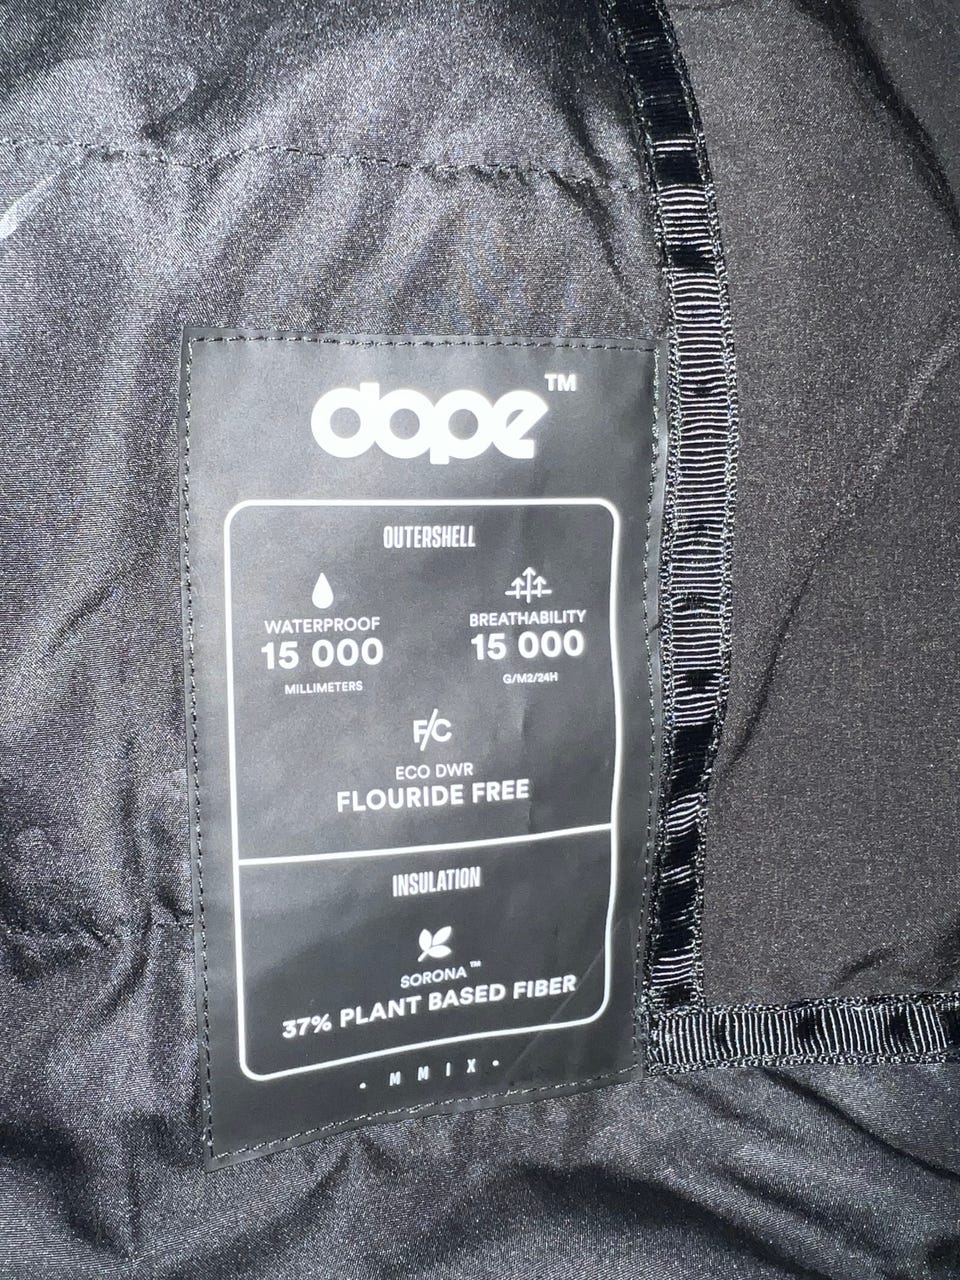 dope™
OUTERSHELL
WATERPROOF BREATHABILITY
15 000 15 000
MILLIMETERS G/M2/24H
F/C
ECO DWR
FLOURIDE FREE
INSULATION
SORONA™
37% PLANT BASED FIBER
• M M I X •